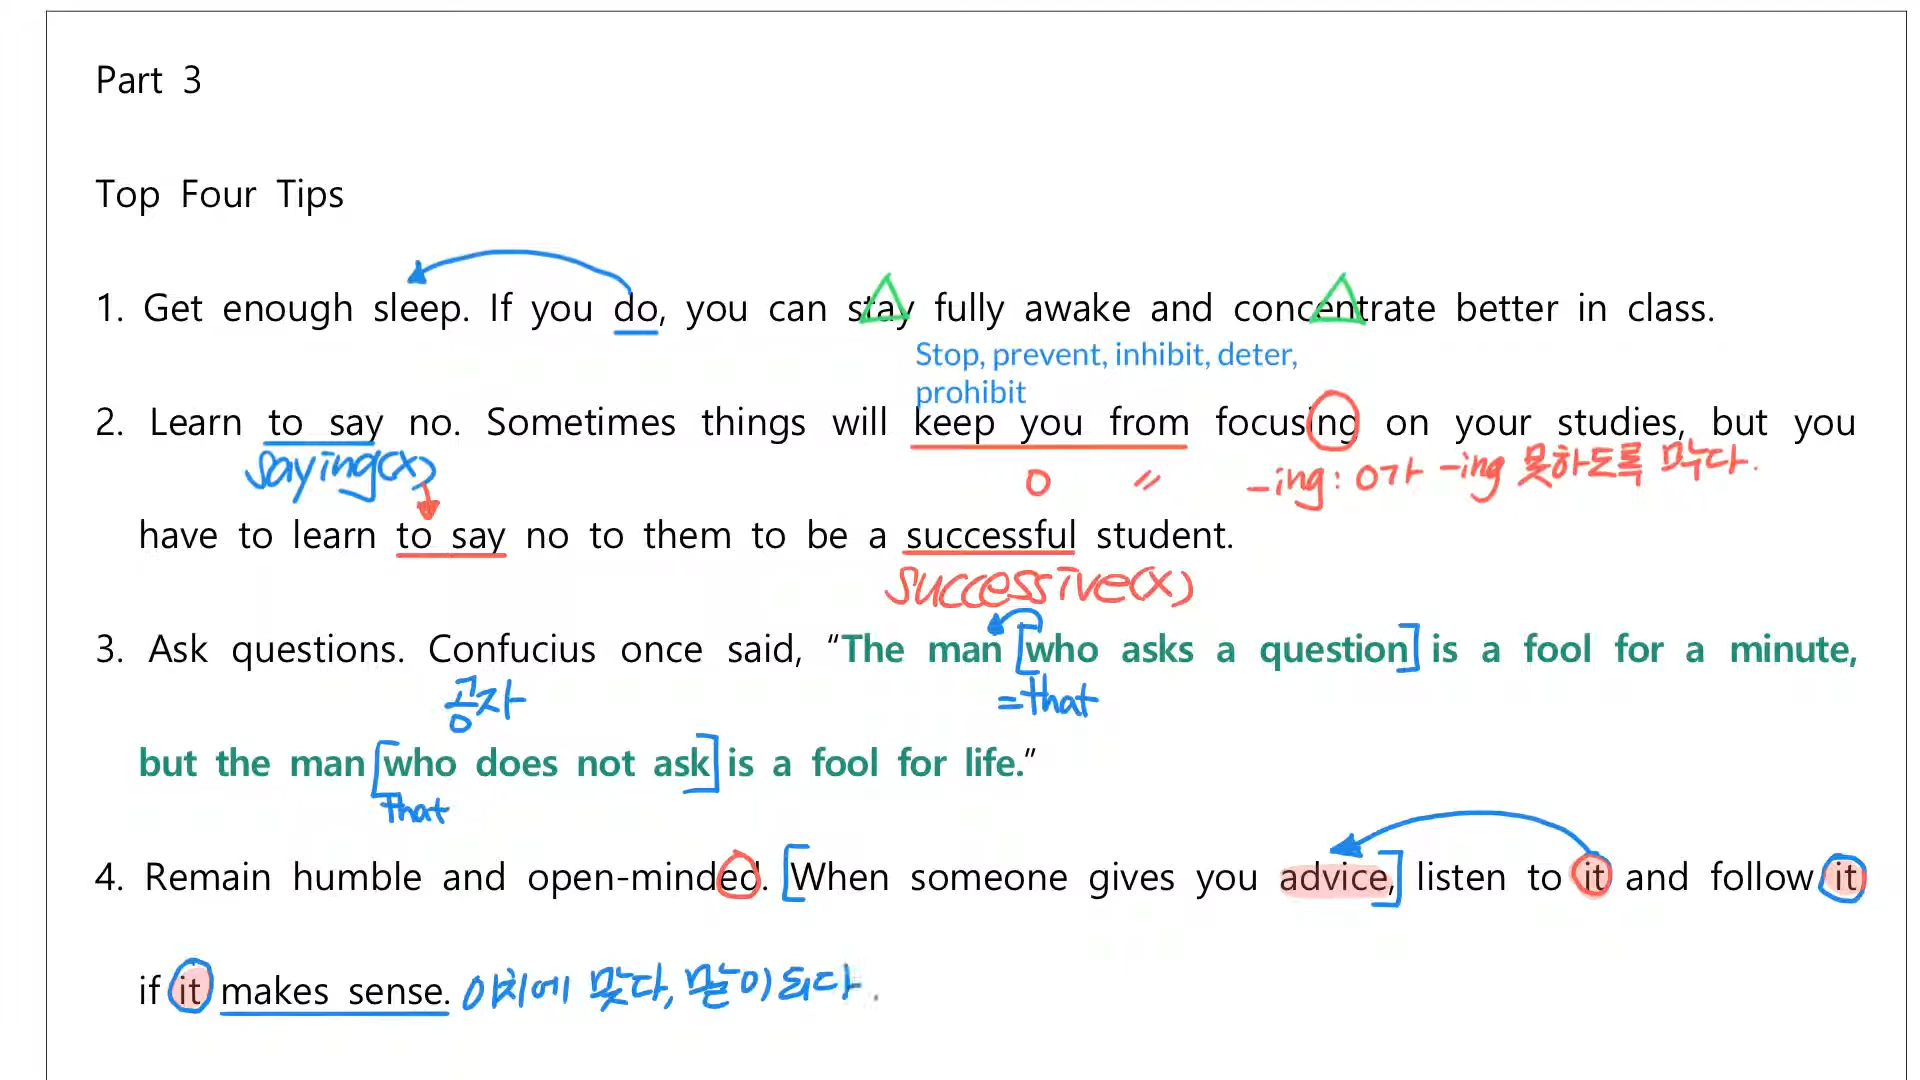 Part 3
Top Four Tips
1. Get enough sleep. If you do, you can stay fully awake and concentrate better in class.
Stop, prevent, inhibit, deter,
prohibit
2. Learn to say no. Sometimes things will keep you from focusing on your studies, but you
saying(x)
O 〃 -ing : O가 -ing 못하도록 막다.
have to learn to say no to them to be a successful student.
successive(x)
3. Ask questions. Confucius once said, “The man [who asks a question] is a fool for a minute,
공자 =that
but the man [who does not ask] is a fool for life.”
that
4. Remain humble and open-minded. [When someone gives you advice,] listen to it and follow it
if it makes sense. 이치에 맞다, 말이 되다.